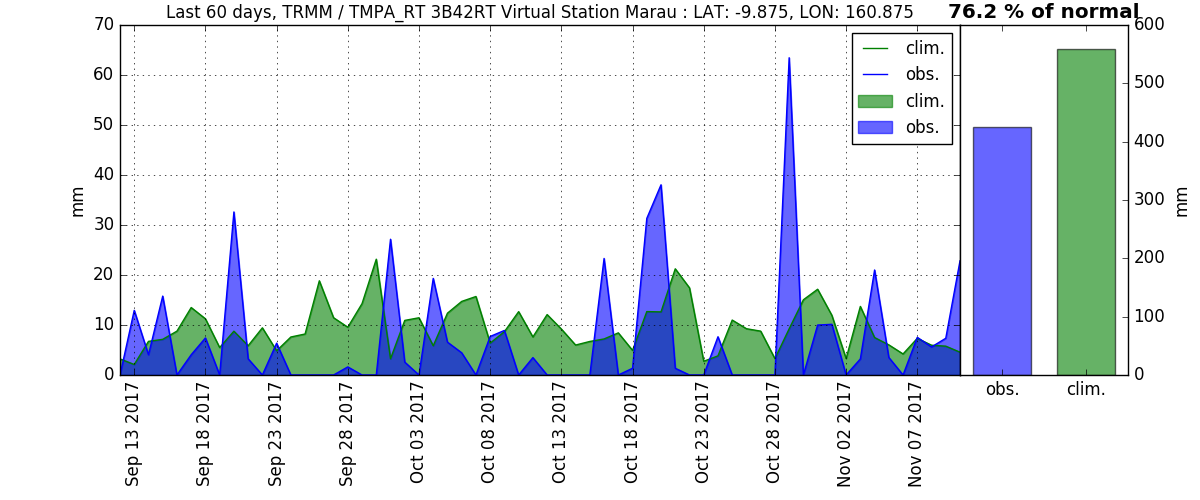 Last 60 days, TRMM / TMPA_RT 3B42RT Virtual Station Marau : LAT: -9.875, LON: 160.875
76.2 % of normal
70
60
50
40
30
20
10
0
mm
clim.
obs.
clim.
obs.
Sep 13 2017
Sep 18 2017
Sep 23 2017
Sep 28 2017
Oct 03 2017
Oct 08 2017
Oct 13 2017
Oct 18 2017
Oct 23 2017
Oct 28 2017
Nov 02 2017
Nov 07 2017
600
500
400
300
200
100
0
mm
obs.
clim.